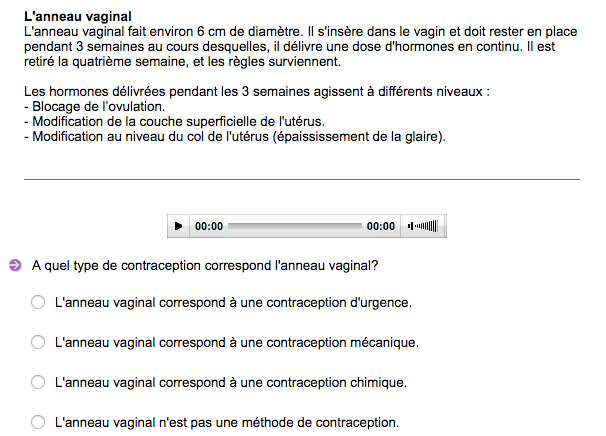 L'anneau vaginal
L'anneau vaginal fait environ 6 cm de diamètre. Il s'insère dans le vagin et doit rester en place
pendant 3 semaines au cours desquelles, il délivre une dose d'hormones en continu. Il est
retiré la quatrième semaine, et les règles surviennent.
Les hormones délivrées pendant les 3 semaines agissent à différents niveaux :
- Blocage de l'ovulation.
- Modification de la couche superficielle de l'utérus.
- Modification au niveau du col de l'utérus (épaississement de la glaire).
00:00 00:00
A quel type de contraception correspond l'anneau vaginal?
L'anneau vaginal correspond à une contraception d'urgence.
L'anneau vaginal correspond à une contraception mécanique.
L'anneau vaginal correspond à une contraception chimique.
L'anneau vaginal n'est pas une méthode de contraception.